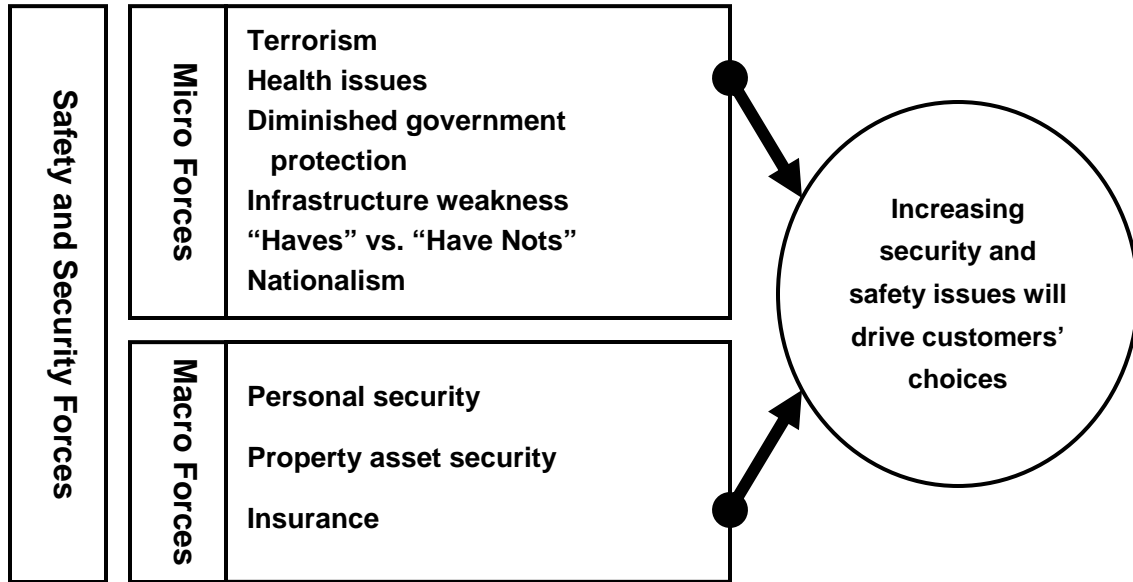 Safety and Security Forces
Micro Forces
Terrorism
Health issues
Diminished government
protection
Infrastructure weakness
“Haves” vs. “Have Nots”
Nationalism
Macro Forces
Personal security
Property asset security
Insurance
Increasing
security and
safety issues will
drive customers’
choices